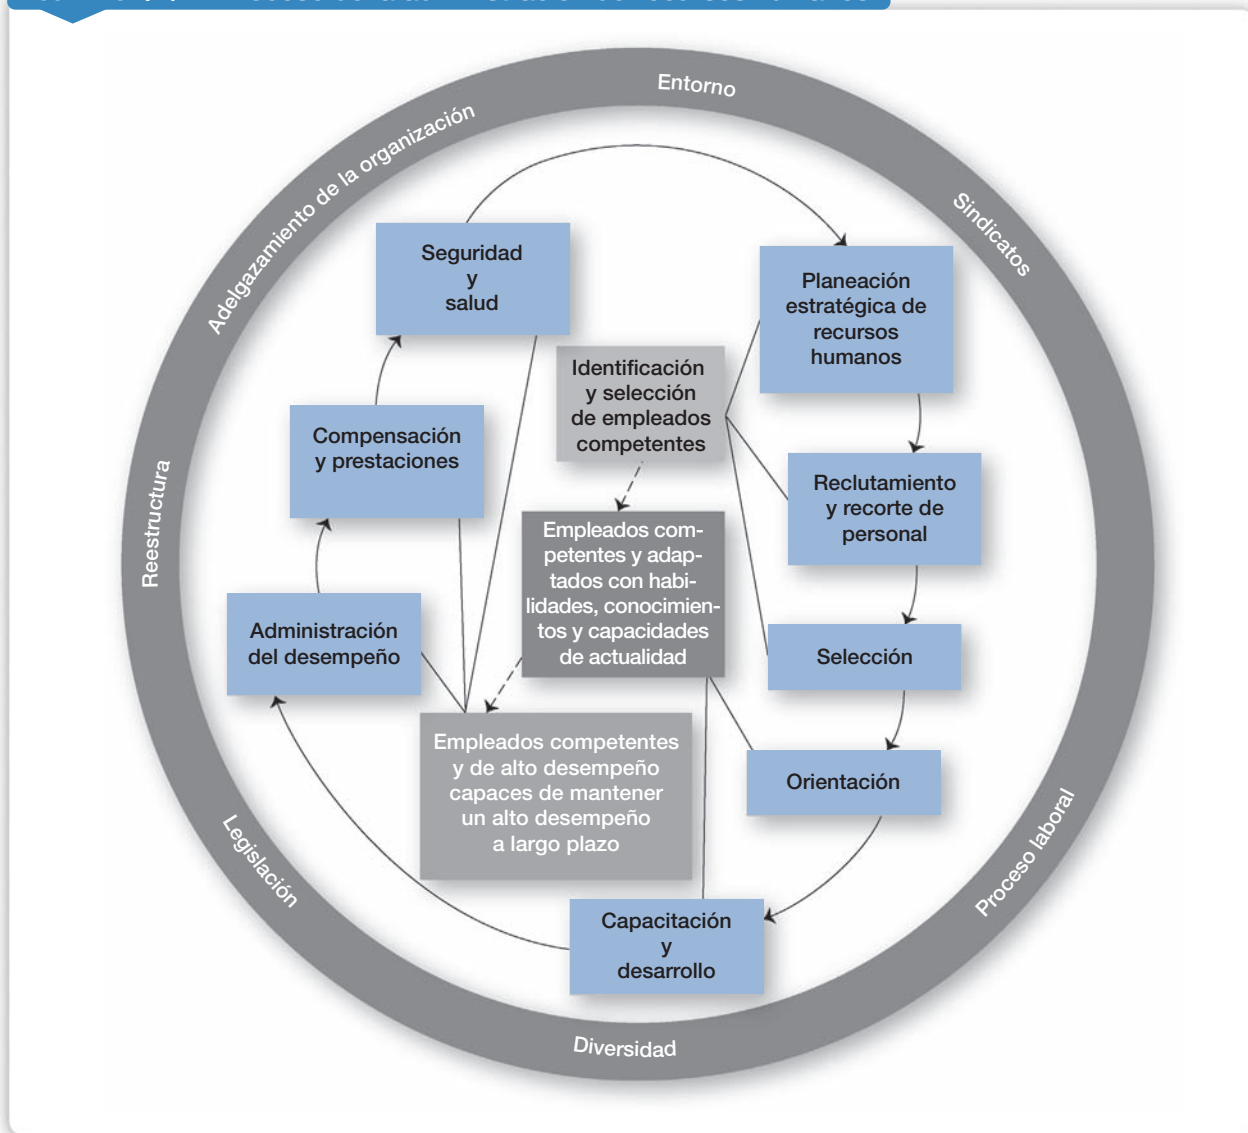 Entorno
Adelgazamiento de la organización
Sindicatos
Seguridad
y
salud
Planeación
estratégica de
recursos
humanos
Identificación
y selección
de empleados
competentes
Compensación
y prestaciones
Reclutamiento
y recorte de
personal
Reestructura
Empleados com-
petentes y adap-
tados con habi-
lidades, conocimien-
tos y capacidades
de actualidad
Administración
del desempeño
Selección
Empleados competentes
y de alto desempeño
capaces de mantener
un alto desempeño
a largo plazo
Orientación
Legislación
Proceso laboral
Capacitación
y
desarrollo
Diversidad